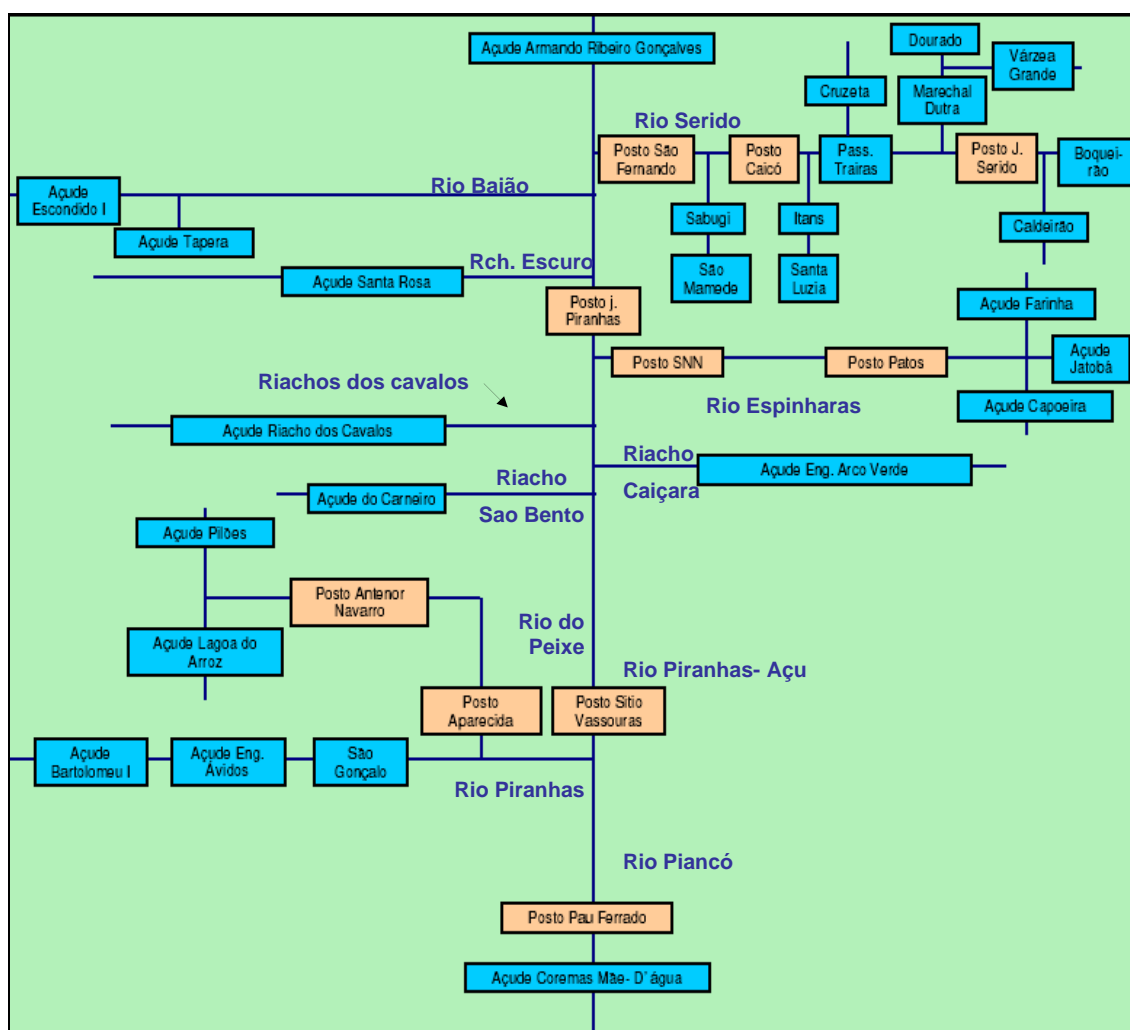 Açude Armando Ribeiro Gonçalves
Dourado
Várzea
Grande
Cruzeta
Marechal
Dutra
Rio Serido
Posto São
Fernando
Posto
Caicó
Pass.
Trairas
Posto J.
Serido
Boquei-
rão
Açude
Escondido I
Rio Baião
Açude Tapera
Sabugi
Itans
Caldeirão
São
Mamede
Santa
Luzia
Rch. Escuro
Açude Santa Rosa
Posto j.
Piranhas
Açude Farinha
Posto SNN
Posto Patos
Açude
Jatobá
Riachos dos cavalos
Rio Espinharas
Açude Capoeira
Açude Riacho dos Cavalos
Riacho
Caiçara
Açude Eng. Arco Verde
Riacho
Sao Bento
Açude do Carneiro
Açude Pilões
Posto Antenor
Navarro
Açude Lagoa do
Arroz
Rio do
Peixe
Rio Piranhas- Açu
Posto
Aparecida
Posto Sitio
Vassouras
Açude
Bartolomeu I
Açude Eng.
Ávidos
São
Gonçalo
Rio Piranhas
Rio Piancó
Posto Pau Ferrado
Açude Coremas Mãe- D'água